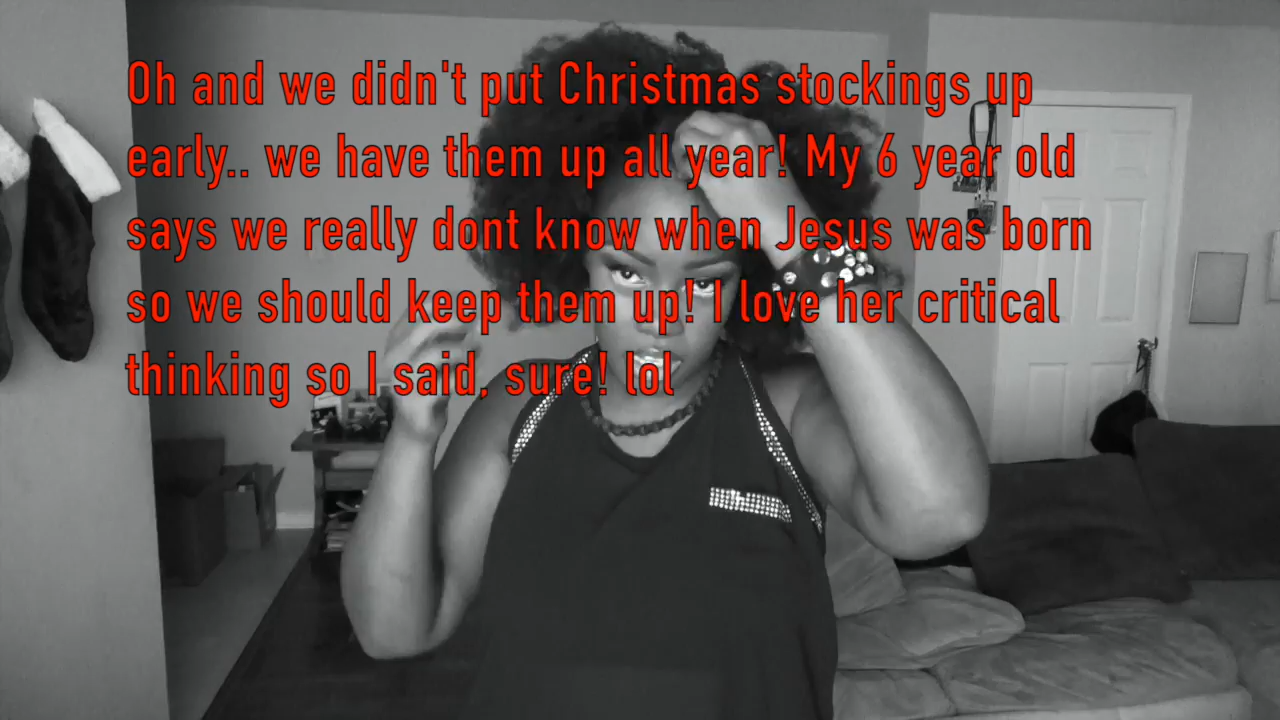 Oh and we didn't put Christmas stockings up
early.. we have them up all year! My 6 year old
says we really dont know when Jesus was born
so we should keep them up! I love her critical
thinking so I said, sure! lol